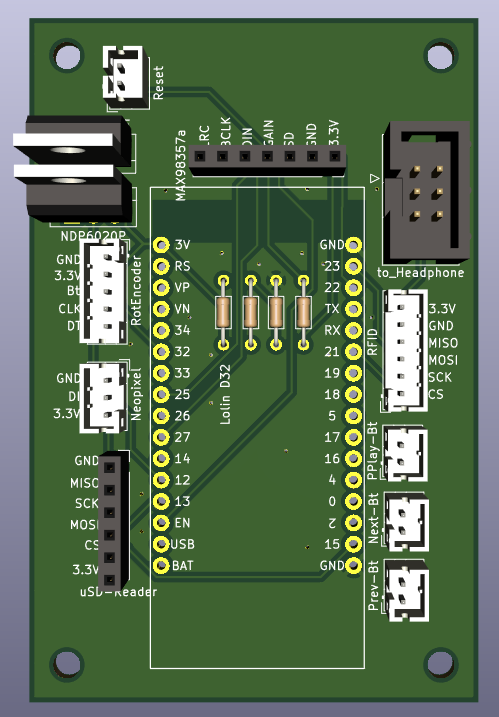 Reset
MAX98357a
LRC
BCLK
DIN
GAIN
SD
GND
3.3V
to_Headphone
NDP6020P
GND
3.3V
Bt
CLK
DT
RotEncoder
GND
DI
3.3V
Neopixel
GND
MISO
SCK
MOSI
CS
3.3V
uSD-Reader
3V
RS
VP
VN
34
32
33
25
26
27
14
12
13
EN
USB
BAT
Lolin D32
GND
23
22
TX
RX
21
19
18
5
17
16
4
0
2
15
GND
RFID
3.3V
GND
MISO
MOSI
SCK
CS
PPlay-Bt
Next-Bt
Prev-Bt